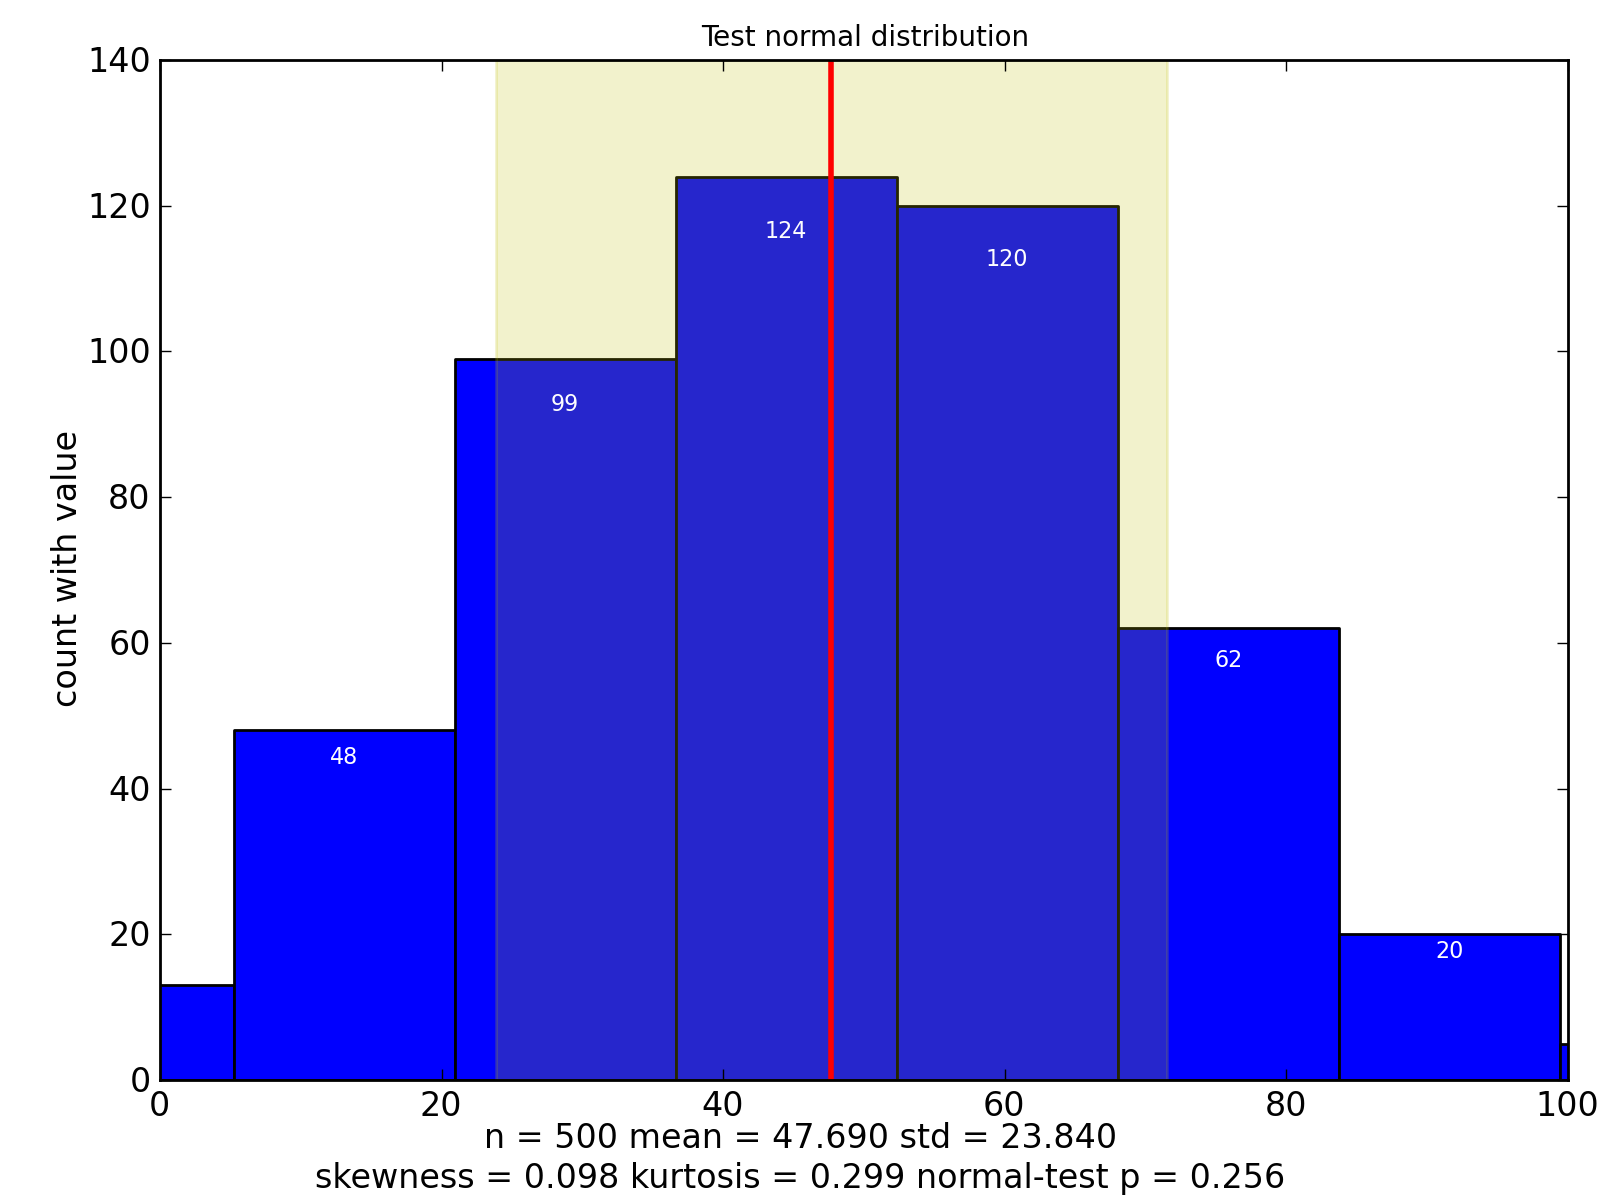 Test normal distribution
140
120
100
80
60
40
20
0
count with value
124
120
99
62
48
20
0 20 40 60 80 100
n = 500 mean = 47.690 std = 23.840
skewness = 0.098 kurtosis = 0.299 normal-test p = 0.256